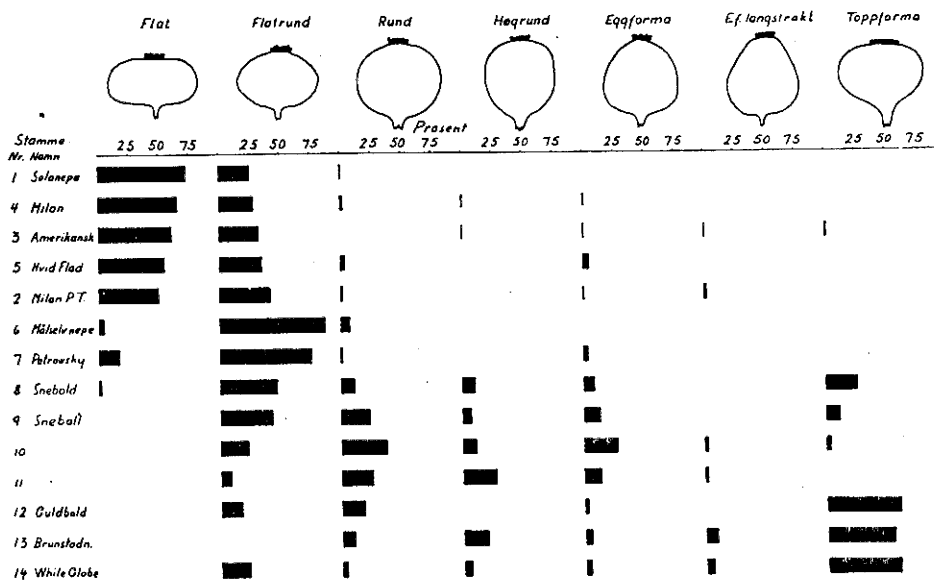 Flat Flatrund Rund Høgrund Eggforma Ef. langstrakt Toppforma
Prosent
Stamme 25 50 75 25 50 75 25 50 75 25 50 75 25 50 75 25 50 75 25 50 75
Nr. Namn
1 Solanepe
4 Milan
3 Amerikansk
5 Hvid Flad
2 Milan P.T.
6 Målselvnepe
7 Petrowsky
8 Snebold
9 Sneball
10
11
12 Guldbold
13 Brunstadn.
14 White Globe